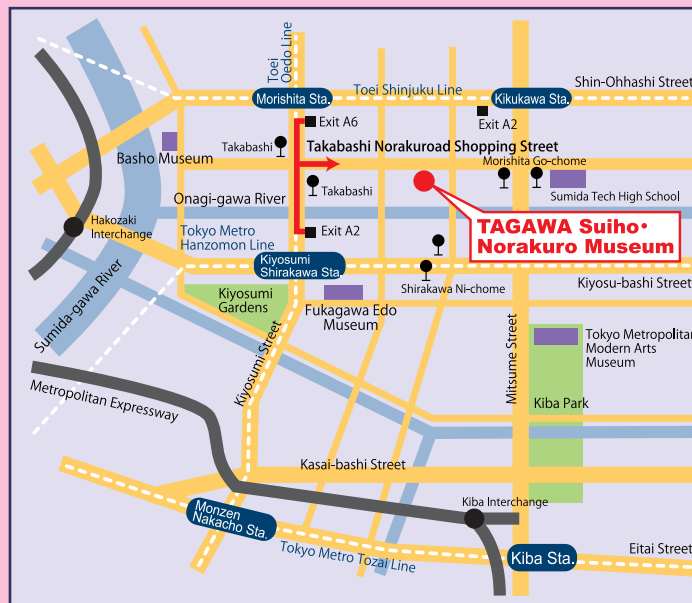 Toei
Oedo Line
Toei Shinjuku Line
Shin-Ohhashi Street
Morishita Sta.
Kikukawa Sta.
Exit A6
Exit A2
Takabashi
Takabashi Norakuroad Shopping Street
Basho Museum
Morishita Go-chome
Takabashi
Sumida Tech High School
Onagi-gawa River
TAGAWA Suiho・
Norakuro Museum
Hakozaki
Interchange
Tokyo Metro
Hanzomon Line
Exit A2
Kiyosumi
Shirakawa Sta.
Kiyosu-bashi Street
Shirakawa Ni-chome
Sumida-gawa River
Kiyosumi
Gardens
Fukagawa Edo
Museum
Mitsume Street
Tokyo Metropolitan
Modern Arts
Museum
Kiyosumi Street
Metropolitan Expressway
Kiba Park
Kasai-bashi Street
Monzen
Nakacho Sta.
Kiba Interchange
Tokyo Metro Tozai Line
Kiba Sta.
Eitai Street